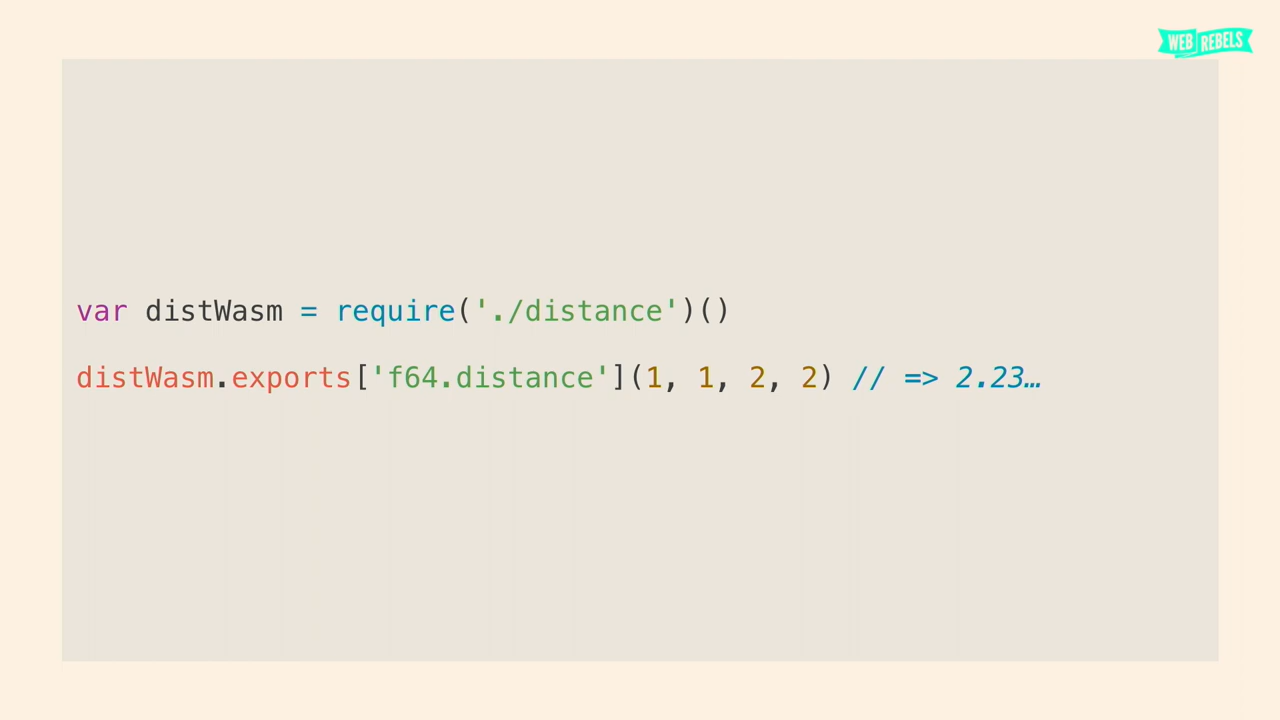 WEB REBELS
var distWasm = require('./distance')()
distWasm.exports['f64.distance'](1, 1, 2, 2) // => 2.23…